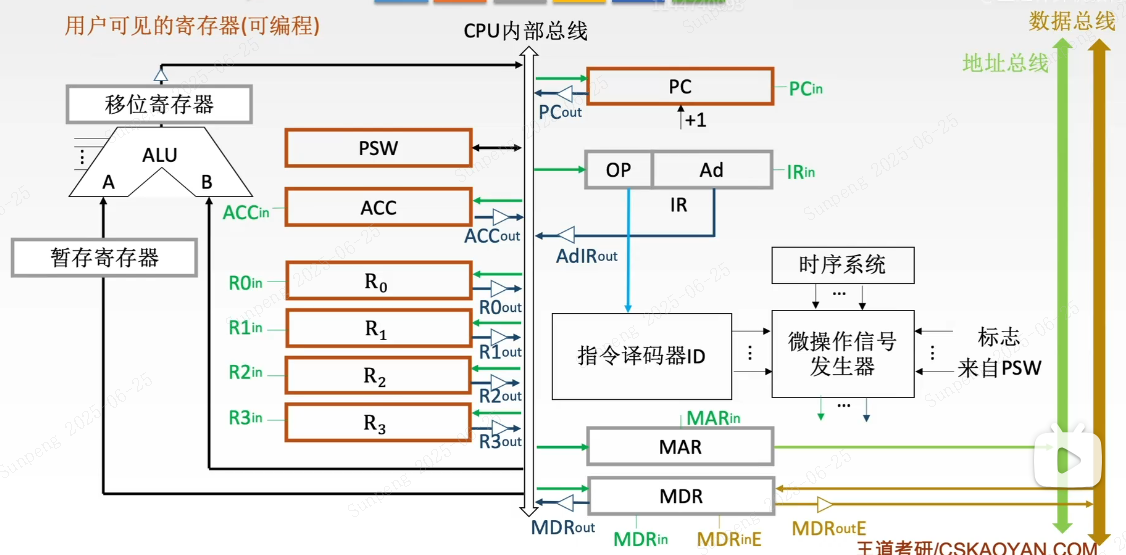 用户可见的寄存器(可编程)
CPU内部总线
数据总线
地址总线
移位寄存器
ALU
A
B
暂存寄存器
PSW
ACC
ACCin
ACCout
R0
R0in
R0out
R1
R1in
R1out
R2
R2in
R2out
R3
R3in
R3out
PC
PCin
PCout
+1
OP
Ad
IR
IRin
AdIRout
时序系统
...
指令译码器ID
⋮
微操作信号
发生器
⋮
标志
来自PSW
...
MAR
MARin
MDR
MDRout
MDRin
MDRinE
MDRoutE
王道考研/CSKAOYAN.COM
Sunpeng 2025-06-25